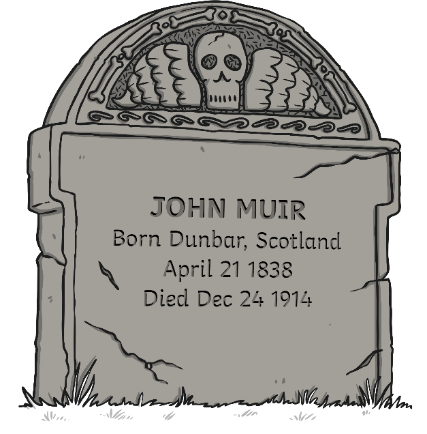 JOHN MUIR
Born Dunbar, Scotland
April 21 1838
Died Dec 24 1914